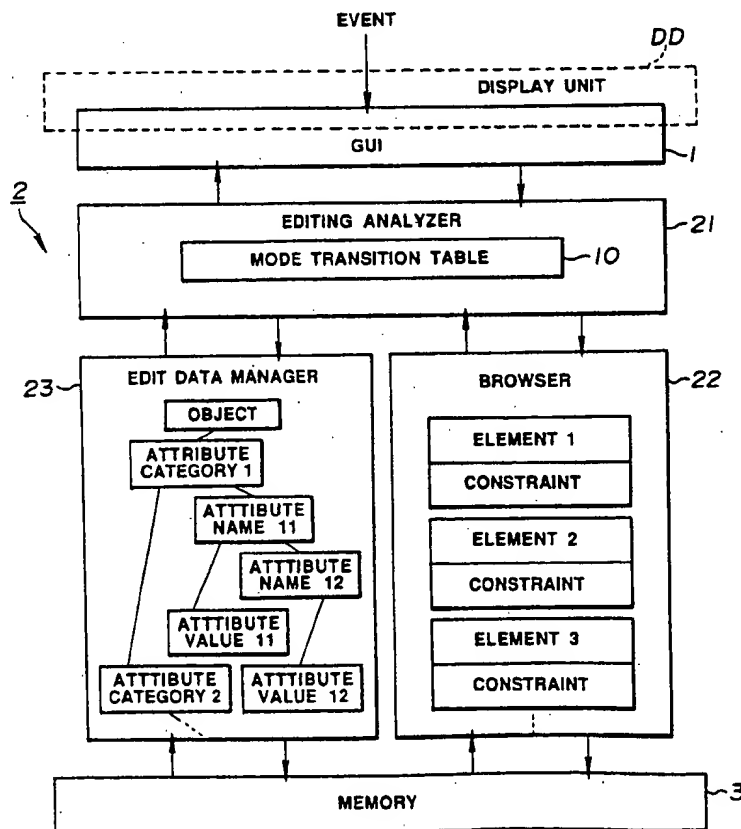 EVENT
DD
DISPLAY UNIT
GUI
1
2
EDITING ANALYZER
21
MODE TRANSITION TABLE
10
23
EDIT DATA MANAGER
OBJECT
ATTRIBUTE
CATEGORY 1
ATTTIBUTE
NAME 11
ATTTIBUTE
NAME 12
ATTTIBUTE
VALUE 11
ATTTIBUTE
CATEGORY 2
ATTTIBUTE
VALUE 12
BROWSER
22
ELEMENT 1
CONSTRAINT
ELEMENT 2
CONSTRAINT
ELEMENT 3
CONSTRAINT
MEMORY
3